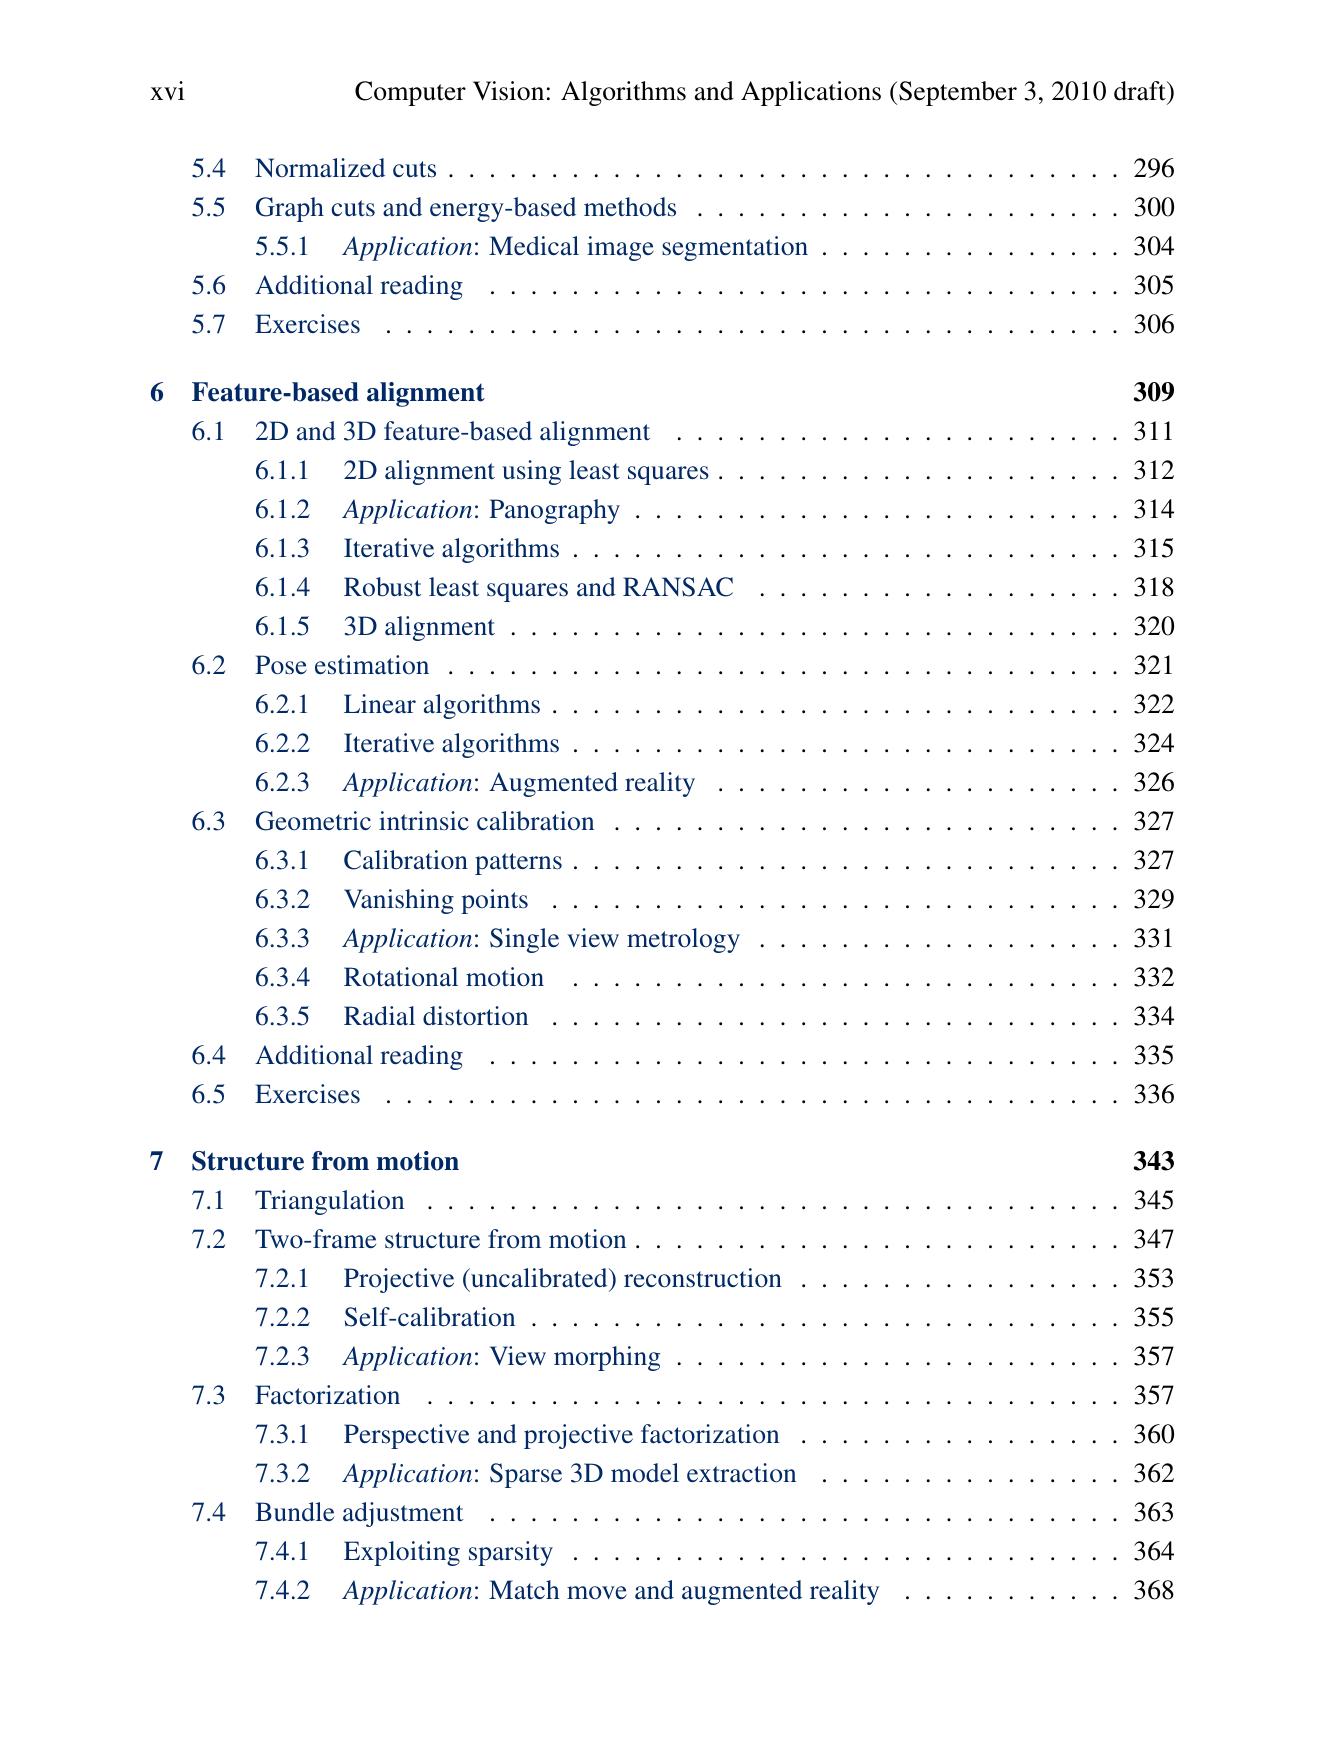 xvi Computer Vision: Algorithms and Applications (September 3, 2010 draft)
5.4 Normalized cuts . . . . . . . . . . . . . . . . . . . . . . . . . . . . . . . . . 296
5.5 Graph cuts and energy-based methods . . . . . . . . . . . . . . . . . . . . . 300
5.5.1 Application: Medical image segmentation . . . . . . . . . . . . . . . 304
5.6 Additional reading . . . . . . . . . . . . . . . . . . . . . . . . . . . . . . . 305
5.7 Exercises . . . . . . . . . . . . . . . . . . . . . . . . . . . . . . . . . . . . 306
6 Feature-based alignment 309
6.1 2D and 3D feature-based alignment . . . . . . . . . . . . . . . . . . . . . . 311
6.1.1 2D alignment using least squares . . . . . . . . . . . . . . . . . . . . 312
6.1.2 Application: Panography . . . . . . . . . . . . . . . . . . . . . . . . 314
6.1.3 Iterative algorithms . . . . . . . . . . . . . . . . . . . . . . . . . . . 315
6.1.4 Robust least squares and RANSAC . . . . . . . . . . . . . . . . . . 318
6.1.5 3D alignment . . . . . . . . . . . . . . . . . . . . . . . . . . . . . . 320
6.2 Pose estimation . . . . . . . . . . . . . . . . . . . . . . . . . . . . . . . . . 321
6.2.1 Linear algorithms . . . . . . . . . . . . . . . . . . . . . . . . . . . . 322
6.2.2 Iterative algorithms . . . . . . . . . . . . . . . . . . . . . . . . . . . 324
6.2.3 Application: Augmented reality . . . . . . . . . . . . . . . . . . . . 326
6.3 Geometric intrinsic calibration . . . . . . . . . . . . . . . . . . . . . . . . . 327
6.3.1 Calibration patterns . . . . . . . . . . . . . . . . . . . . . . . . . . . 327
6.3.2 Vanishing points . . . . . . . . . . . . . . . . . . . . . . . . . . . . 329
6.3.3 Application: Single view metrology . . . . . . . . . . . . . . . . . . 331
6.3.4 Rotational motion . . . . . . . . . . . . . . . . . . . . . . . . . . . 332
6.3.5 Radial distortion . . . . . . . . . . . . . . . . . . . . . . . . . . . . 334
6.4 Additional reading . . . . . . . . . . . . . . . . . . . . . . . . . . . . . . . 335
6.5 Exercises . . . . . . . . . . . . . . . . . . . . . . . . . . . . . . . . . . . . 336
7 Structure from motion 343
7.1 Triangulation . . . . . . . . . . . . . . . . . . . . . . . . . . . . . . . . . . 345
7.2 Two-frame structure from motion . . . . . . . . . . . . . . . . . . . . . . . . 347
7.2.1 Projective (uncalibrated) reconstruction . . . . . . . . . . . . . . . . 353
7.2.2 Self-calibration . . . . . . . . . . . . . . . . . . . . . . . . . . . . . 355
7.2.3 Application: View morphing . . . . . . . . . . . . . . . . . . . . . . 357
7.3 Factorization . . . . . . . . . . . . . . . . . . . . . . . . . . . . . . . . . . 357
7.3.1 Perspective and projective factorization . . . . . . . . . . . . . . . . 360
7.3.2 Application: Sparse 3D model extraction . . . . . . . . . . . . . . . 362
7.4 Bundle adjustment . . . . . . . . . . . . . . . . . . . . . . . . . . . . . . . 363
7.4.1 Exploiting sparsity . . . . . . . . . . . . . . . . . . . . . . . . . . . 364
7.4.2 Application: Match move and augmented reality . . . . . . . . . . . 368